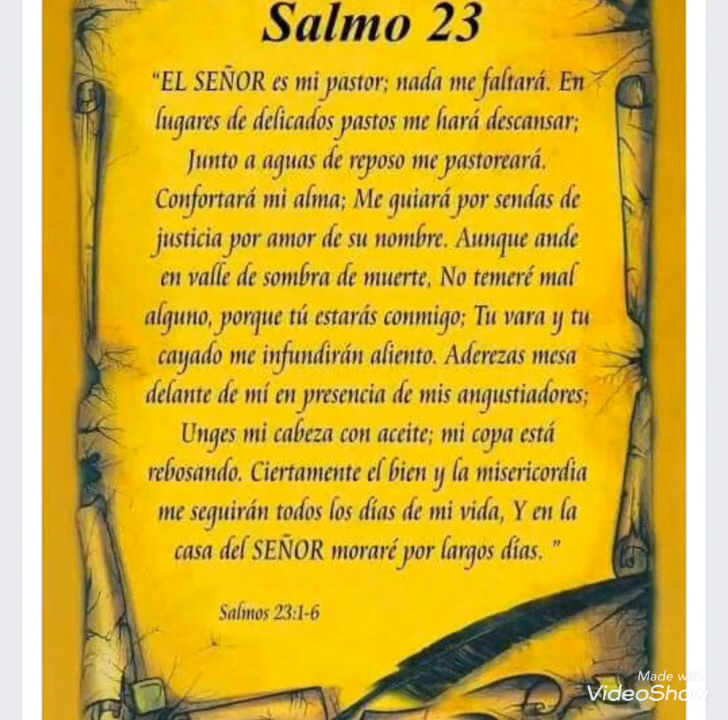 Salmo 23
“EL SEÑOR es mi pastor; nada me faltará. En
lugares de delicados pastos me hará descansar;
Junto a aguas de reposo me pastoreará.
Confortará mi alma; Me guiará por sendas de
justicia por amor de su nombre. Aunque ande
en valle de sombra de muerte, No temeré mal
alguno, porque tú estarás conmigo; Tu vara y tu
cayado me infundirán aliento. Aderezas mesa
delante de mí en presencia de mis angustiadores;
Unges mi cabeza con aceite; mi copa está
rebosando. Ciertamente el bien y la misericordia
me seguirán todos los días de mi vida, Y en la
casa del SEÑOR moraré por largos días. ”
Salmos 23:1-6
Made with
VideoShow